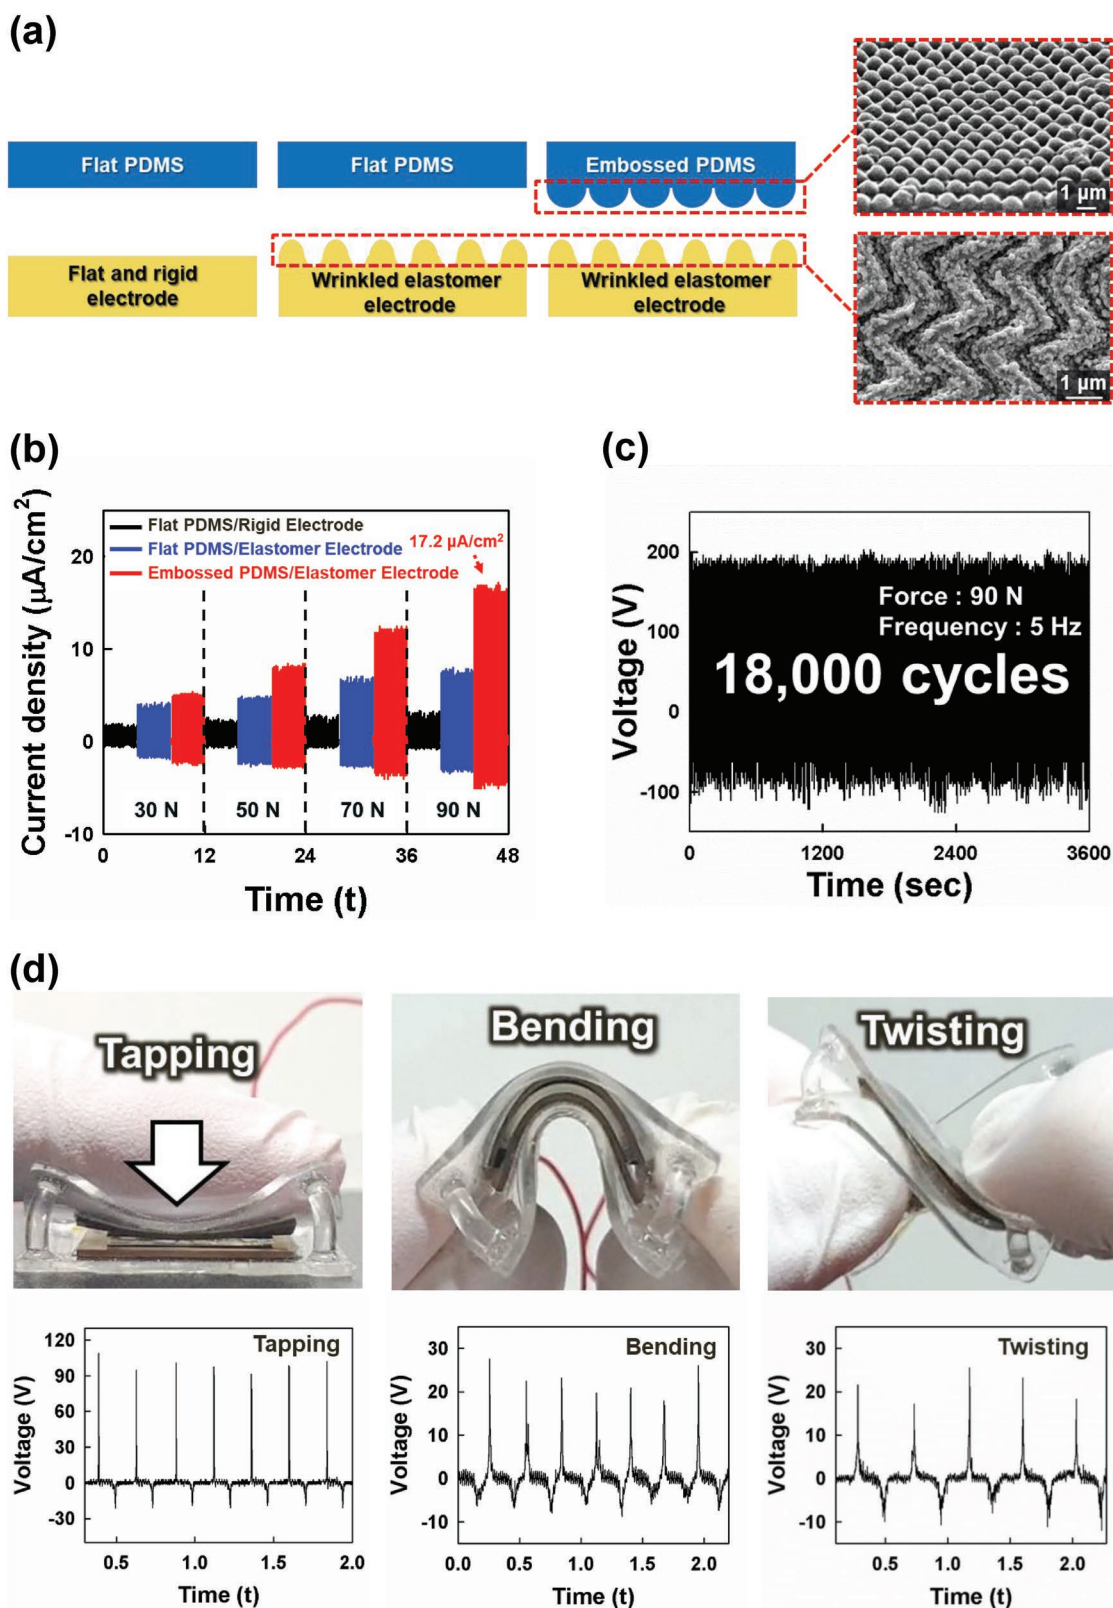 (a)
Flat PDMS
Flat PDMS
Embossed PDMS
1 µm
Flat and rigid
electrode
Wrinkled elastomer
electrode
Wrinkled elastomer
electrode
1 µm
(b)
Current density (µA/cm²)
20
10
0
-10
Flat PDMS/Rigid Electrode
Flat PDMS/Elastomer Electrode
Embossed PDMS/Elastomer Electrode
17.2 µA/cm²
30 N
50 N
70 N
90 N
0
12
24
36
48
Time (t)
(c)
Voltage (V)
200
100
0
-100
Force : 90 N
Frequency : 5 Hz
18,000 cycles
0
1200
2400
3600
Time (sec)
(d)
Tapping
Bending
Twisting
Voltage (V)
120
90
60
30
0
-30
Tapping
0.5
1.0
1.5
2.0
Time (t)
Voltage (V)
30
20
10
0
-10
Bending
0.0
0.5
1.0
1.5
2.0
Time (t)
Voltage (V)
30
20
10
0
-10
Twisting
0.5
1.0
1.5
2.0
Time (t)